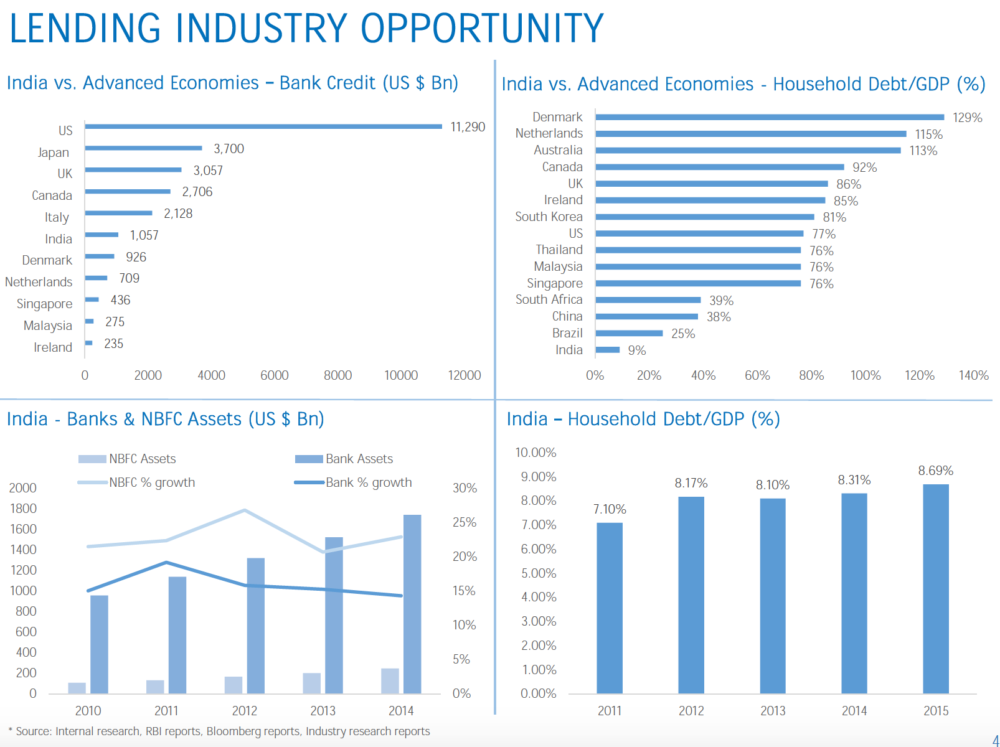 LENDING INDUSTRY OPPORTUNITY
India vs. Advanced Economies – Bank Credit (US $ Bn)
US 11,290
Japan 3,700
UK 3,057
Canada 2,706
Italy 2,128
India 1,057
Denmark 926
Netherlands 709
Singapore 436
Malaysia 275
Ireland 235
0 2000 4000 6000 8000 10000 12000
India vs. Advanced Economies - Household Debt/GDP (%)
Denmark 129%
Netherlands 115%
Australia 113%
Canada 92%
UK 86%
Ireland 85%
South Korea 81%
US 77%
Thailand 76%
Malaysia 76%
Singapore 76%
South Africa 39%
China 38%
Brazil 25%
India 9%
0% 20% 40% 60% 80% 100% 120% 140%
India - Banks & NBFC Assets (US $ Bn)
NBFC Assets Bank Assets
NBFC % growth Bank % growth
2000 30%
1800
1600 25%
1400
1200 20%
1000 15%
800
600 10%
400
200 5%
0 0%
2010 2011 2012 2013 2014
India – Household Debt/GDP (%)
10.00%
9.00%
8.00%
7.00%
6.00%
5.00%
4.00%
3.00%
2.00%
1.00%
0.00%
7.10% 8.17% 8.10% 8.31% 8.69%
2011 2012 2013 2014 2015
* Source: Internal research, RBI reports, Bloomberg reports, Industry research reports
4